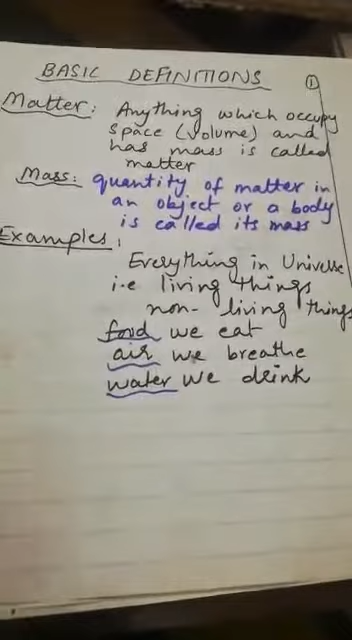 BASIC DEFINITIONS ①
Matter: Anything which occupy
space (volume) and
has mass is called
matter
Mass: quantity of matter in
an object or a body
is called its mass
Examples:
Everything in Universe
i.e living things
non- living things
food we eat
air we breathe
water we drink